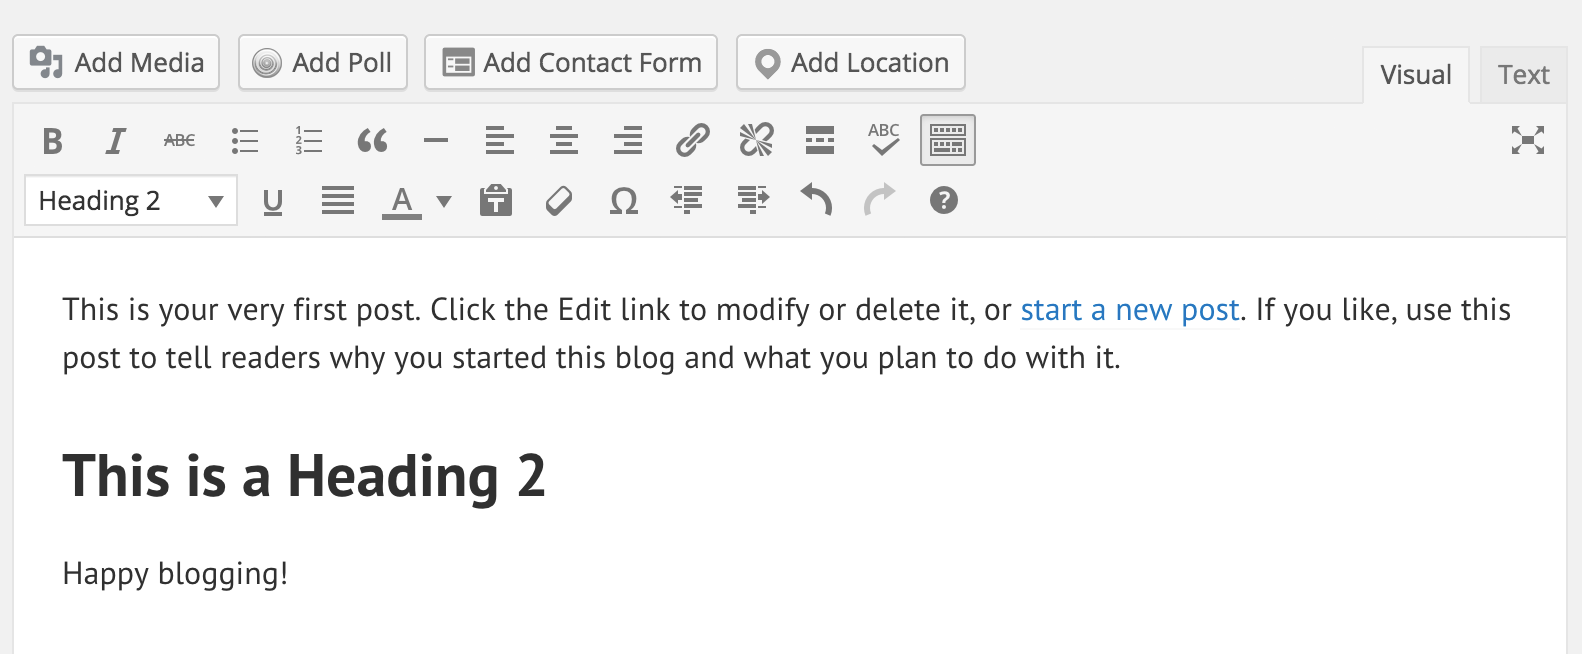 Add Media Add Poll Add Contact Form Add Location
Visual Text
B I ABC 1 2 3 ABC
Heading 2 U A T Ω ?
This is your very first post. Click the Edit link to modify or delete it, or start a new post. If you like, use this
post to tell readers why you started this blog and what you plan to do with it.
This is a Heading 2
Happy blogging!